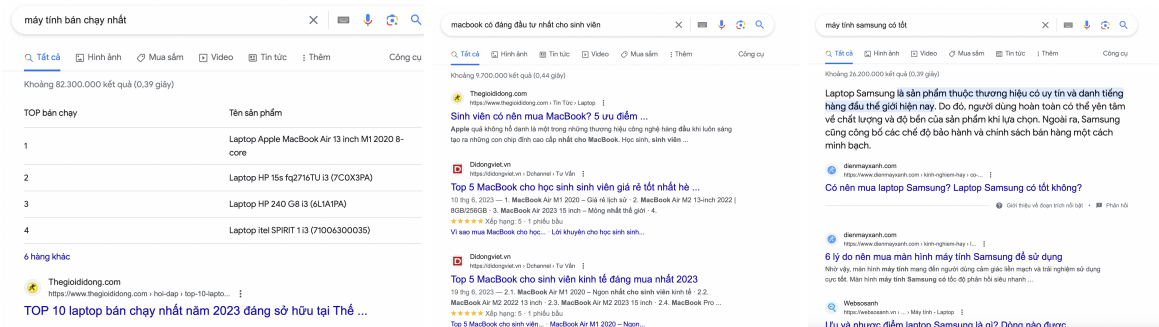 máy tính bán chạy nhất
Tất cả Hình ảnh Mua sắm Video Tin tức Thêm Công cụ
Khoảng 82.300.000 kết quả (0,39 giây)
TOP bán chạy Tên sản phẩm
1 Laptop Apple MacBook Air 13 inch M1 2020 8-
core
2 Laptop HP 15s fq2716TU i3 (7C0X3PA)
3 Laptop HP 240 G8 i3 (6L1A1PA)
4 Laptop itel SPIRIT 1 i3 (71006300035)
6 hàng khác
Thegioididong.com
https://www.thegioididong.com › hoi-dap › top-10-lapto...
TOP 10 laptop bán chạy nhất năm 2023 đáng sở hữu tại Thế ...
macbook có đáng đầu tư nhất cho sinh viên
Tất cả Hình ảnh Tin tức Video Mua sắm Thêm Công cụ
Khoảng 9.700.000 kết quả (0,44 giây)
Thegioididong.com
https://www.thegioididong.com › Tin tức › Laptop
Sinh viên có nên mua MacBook? 5 ưu điểm ...
Apple quả không hổ danh là một trong những thương hiệu công nghệ hàng đầu khi luôn sáng
tạo ra những con chip đỉnh cao cấp nhất cho MacBook. Học sinh, sinh viên ...
Didongviet.vn
https://didongviet.vn › Dchannel › Tư Vấn
Top 5 MacBook cho học sinh sinh viên giá rẻ tốt nhất hè ...
10 thg 6, 2023 — 1. MacBook Air M1 2020 – Giá rẻ lịch sử · 2. MacBook Air M2 13-inch 2022 |
8GB/256GB · 3. MacBook Air 2023 15 inch – Mỏng nhất thế giới · 4.
Xếp hạng: 5 · 1 phiếu bầu
Vì sao mua MacBook cho học... · Lời khuyên cho học sinh sinh...
Didongviet.vn
https://didongviet.vn › Dchannel › Tư Vấn
Top 5 MacBook cho sinh viên kinh tế đáng mua nhất 2023
19 thg 6, 2023 — 2.1. MacBook Air M1 2020 – Ngon nhất cho sinh viên kinh tế · 2.2.
MacBook Air M2 2022 13 inch · 2.3. MacBook Air M2 2023 15 inch · 2.4. MacBook Pro ...
Xếp hạng: 5 · 1 phiếu bầu
Top 5 MacBook cho sinh viên... · MacBook Air M1 2020 – Ngon...
máy tính samsung có tốt
Tất cả Hình ảnh Video Mua sắm Tin tức Thêm Công cụ
Khoảng 26.200.000 kết quả (0,39 giây)
Laptop Samsung là sản phẩm thuộc thương hiệu có uy tín và danh tiếng
hàng đầu thế giới hiện nay. Do đó, người dùng hoàn toàn có thể yên tâm
về chất lượng và độ bền của sản phẩm khi lựa chọn. Ngoài ra, Samsung
cũng công bố các chế độ bảo hành và chính sách bán hàng một cách
minh bạch.
dienmayxanh.com
https://www.dienmayxanh.com › kinh-nghiem-hay › co-...
Có nên mua laptop Samsung? Laptop Samsung có tốt không?
Giới thiệu về đoạn trích nổi bật • Phản hồi
dienmayxanh.com
https://www.dienmayxanh.com › kinh-nghiem-hay › l...
6 lý do nên mua màn hình máy tính Samsung để sử dụng
Nhờ vậy, màn hình máy tính mang đến người dùng cảm giác liền mạch và trải nghiệm sử dụng
cực tốt. Màn hình máy tính Samsung có tốc độ phản hồi siêu nhanh ...
Websosanh
https://websosanh.vn › ... › Máy tính - Laptop
Ưu và nhược điểm laptop Samsung là gì? Dòng nào được